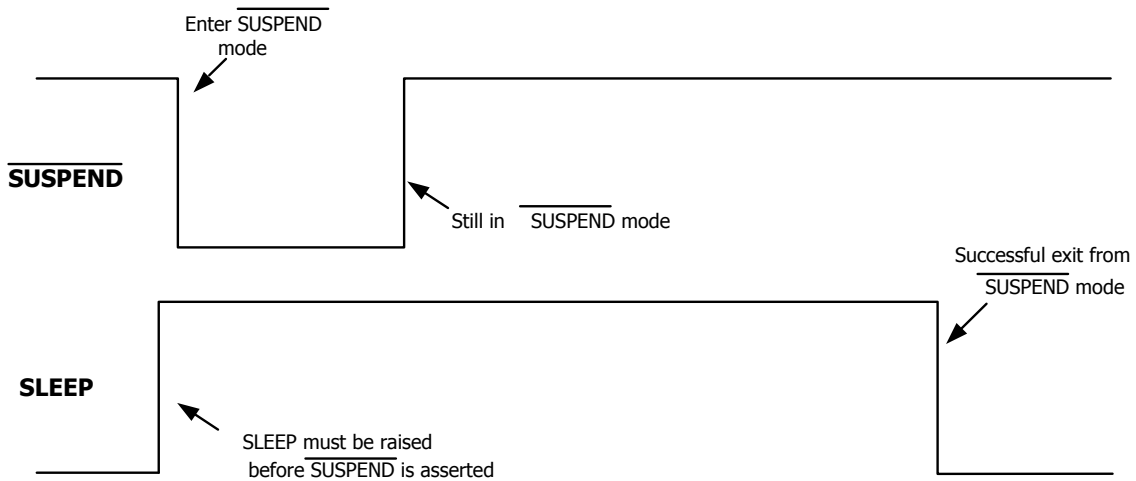 Enter SUSPEND
mode
SUSPEND
Still in SUSPEND mode
Successful exit from
SUSPEND mode
SLEEP
SLEEP must be raised
before SUSPEND is asserted